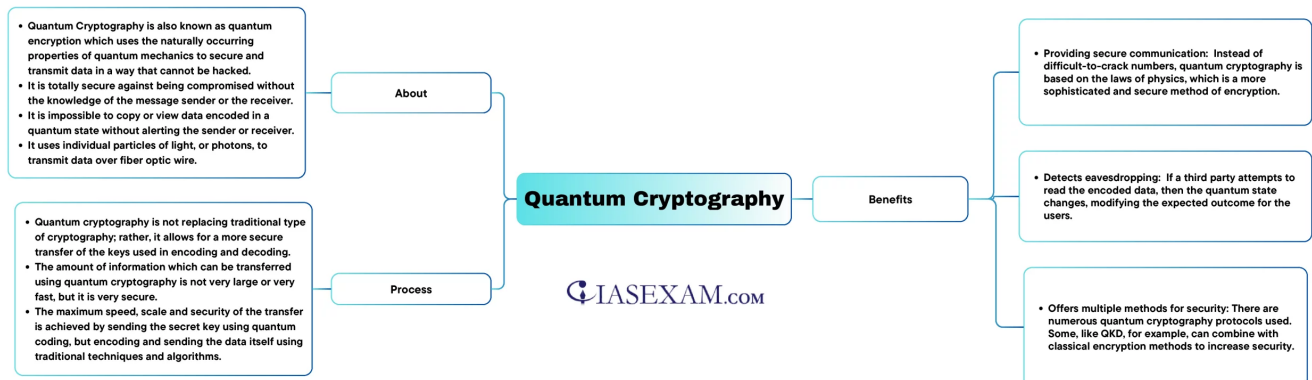 • Quantum Cryptography is also known as quantum
encryption which uses the naturally occurring
properties of quantum mechanics to secure and
transmit data in a way that cannot be hacked.
• It is totally secure against being compromised without
the knowledge of the message sender or the receiver.
• It is impossible to copy or view data encoded in a
quantum state without alerting the sender or receiver.
• It uses individual particles of light, or photons, to
transmit data over fiber optic wire.
About
• Quantum cryptography is not replacing traditional type
of cryptography; rather, it allows for a more secure
transfer of the keys used in encoding and decoding.
• The amount of information which can be transferred
using quantum cryptography is not very large or very
fast, but it is very secure.
• The maximum speed, scale and security of the transfer
is achieved by sending the secret key using quantum
coding, but encoding and sending the data itself using
traditional techniques and algorithms.
Process
Quantum Cryptography
IASEXAM.COM
Benefits
• Providing secure communication: Instead of
difficult-to-crack numbers, quantum cryptography is
based on the laws of physics, which is a more
sophisticated and secure method of encryption.
• Detects eavesdropping: If a third party attempts to
read the encoded data, then the quantum state
changes, modifying the expected outcome for the
users.
• Offers multiple methods for security: There are
numerous quantum cryptography protocols used.
Some, like QKD, for example, can combine with
classical encryption methods to increase security.